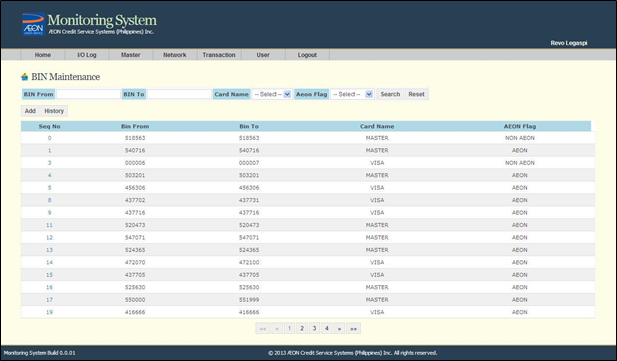 ÆON
Monitoring System
ÆON Credit Service Systems (Philippines) Inc.
Revo Legaspi
Home I/O Log Master Network Transaction User Logout
BIN Maintenance
BIN From BIN To Card Name -- Select -- Aeon Flag -- Select -- Search Reset
Add History
Seq No Bin From Bin To Card Name AEON Flag
0 518563 518563 MASTER NON AEON
1 540716 540716 MASTER AEON
3 000006 000007 VISA NON AEON
4 503201 503201 MASTER AEON
5 456306 456306 VISA AEON
8 437702 437731 VISA AEON
9 437716 437716 VISA AEON
11 520473 520473 MASTER AEON
12 547071 547071 MASTER AEON
13 524365 524365 MASTER AEON
14 472070 472100 VISA AEON
15 437705 437705 VISA AEON
16 525630 525630 MASTER AEON
17 550000 551999 MASTER AEON
19 416666 416666 VISA AEON
«« « 1 2 3 4 » »»
Monitoring System Build 0.0.01 © 2013 ÆON Credit Service Systems (Philippines) Inc. All rights reserved.